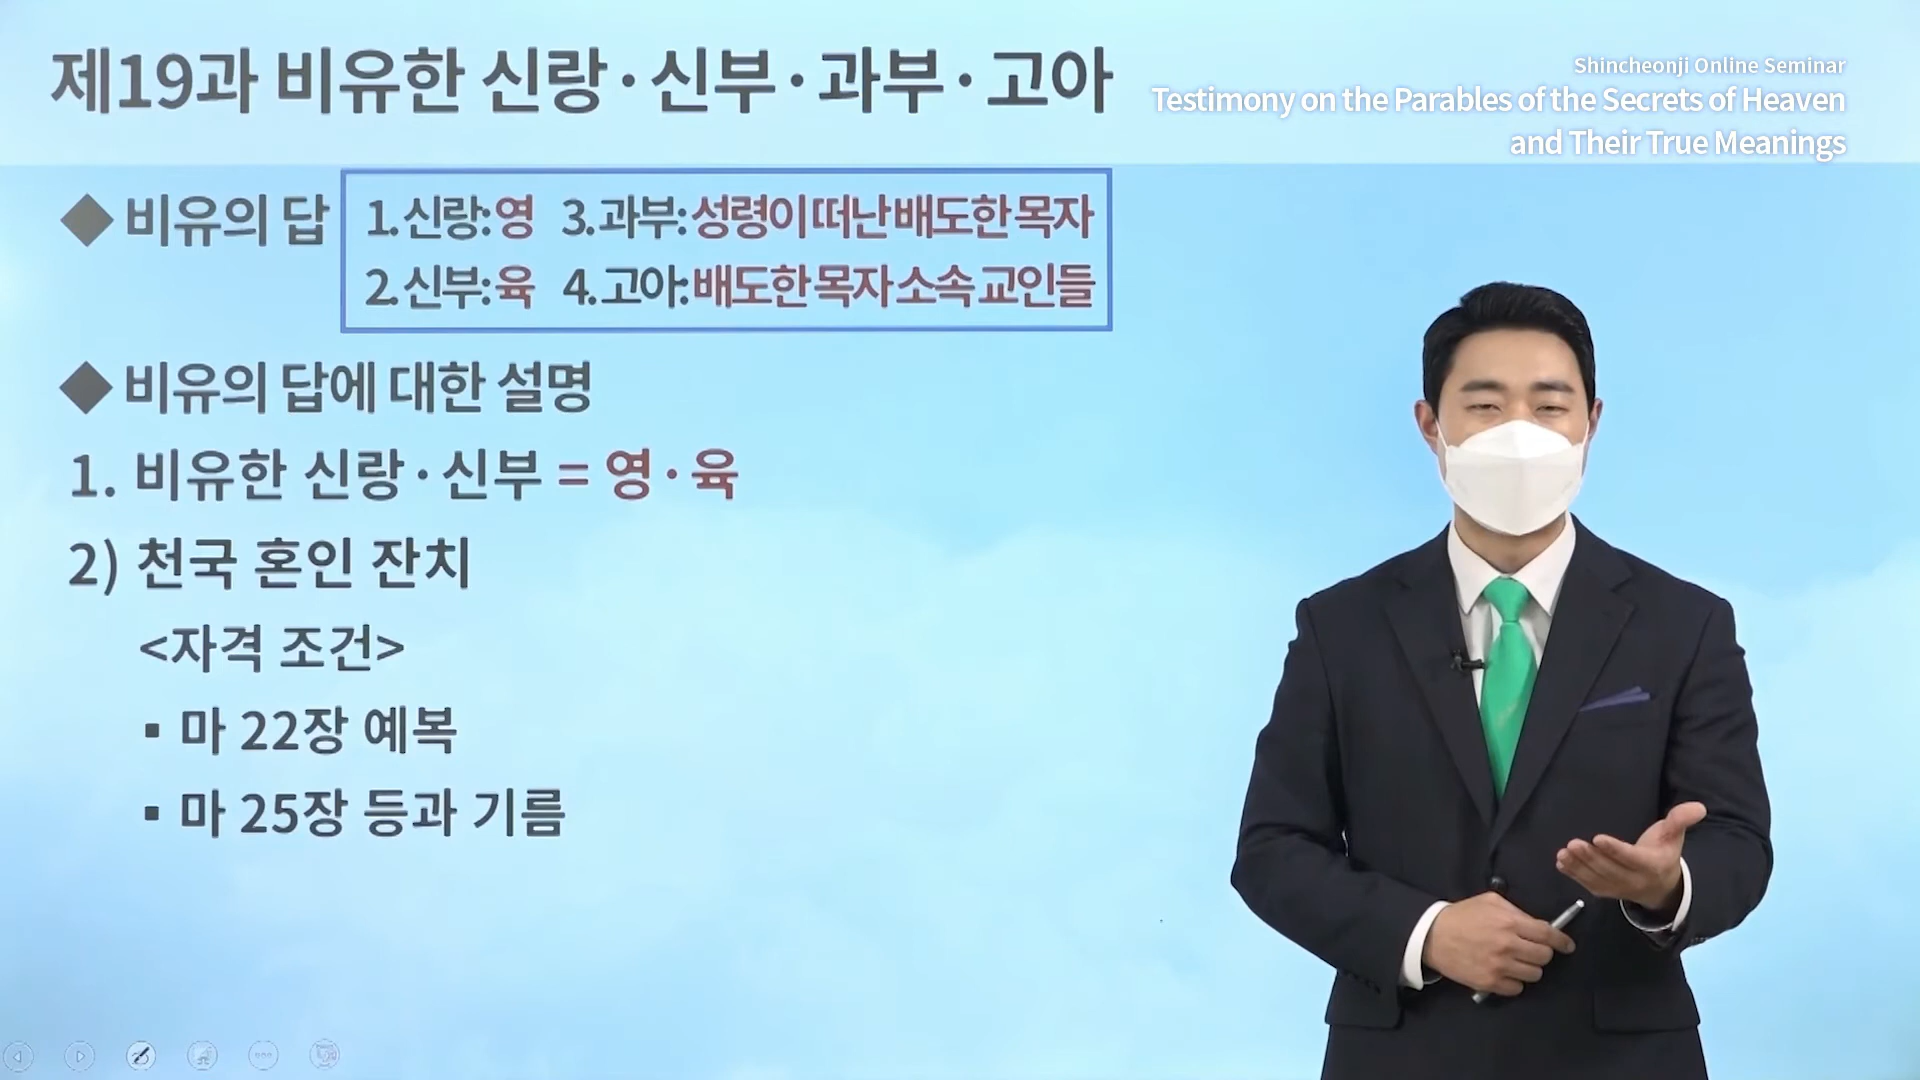 제19과 비유한 신랑·신부·과부·고아
Shincheonji Online Seminar
Testimony on the Parables of the Secrets of Heaven
and Their True Meanings
◆ 비유의 답
1. 신랑: 영 3. 과부: 성령이 떠난 배도한 목자
2. 신부: 육 4. 고아: 배도한 목자 소속 교인들
◆ 비유의 답에 대한 설명
1. 비유한 신랑·신부 = 영·육
2) 천국 혼인 잔치
<자격 조건>
▪ 마 22장 예복
▪ 마 25장 등과 기름